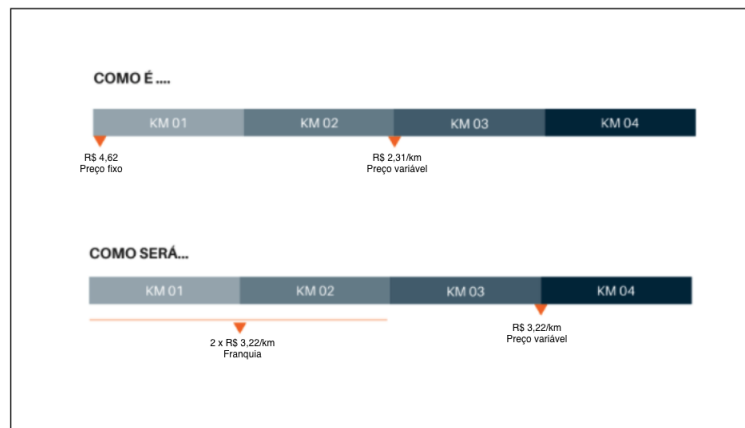 COMO É ....
KM 01 KM 02 KM 03 KM 04
R$ 4,62
Preço fixo
R$ 2,31/km
Preço variável
COMO SERÁ...
KM 01 KM 02 KM 03 KM 04
2 x R$ 3,22/km
Franquia
R$ 3,22/km
Preço variável